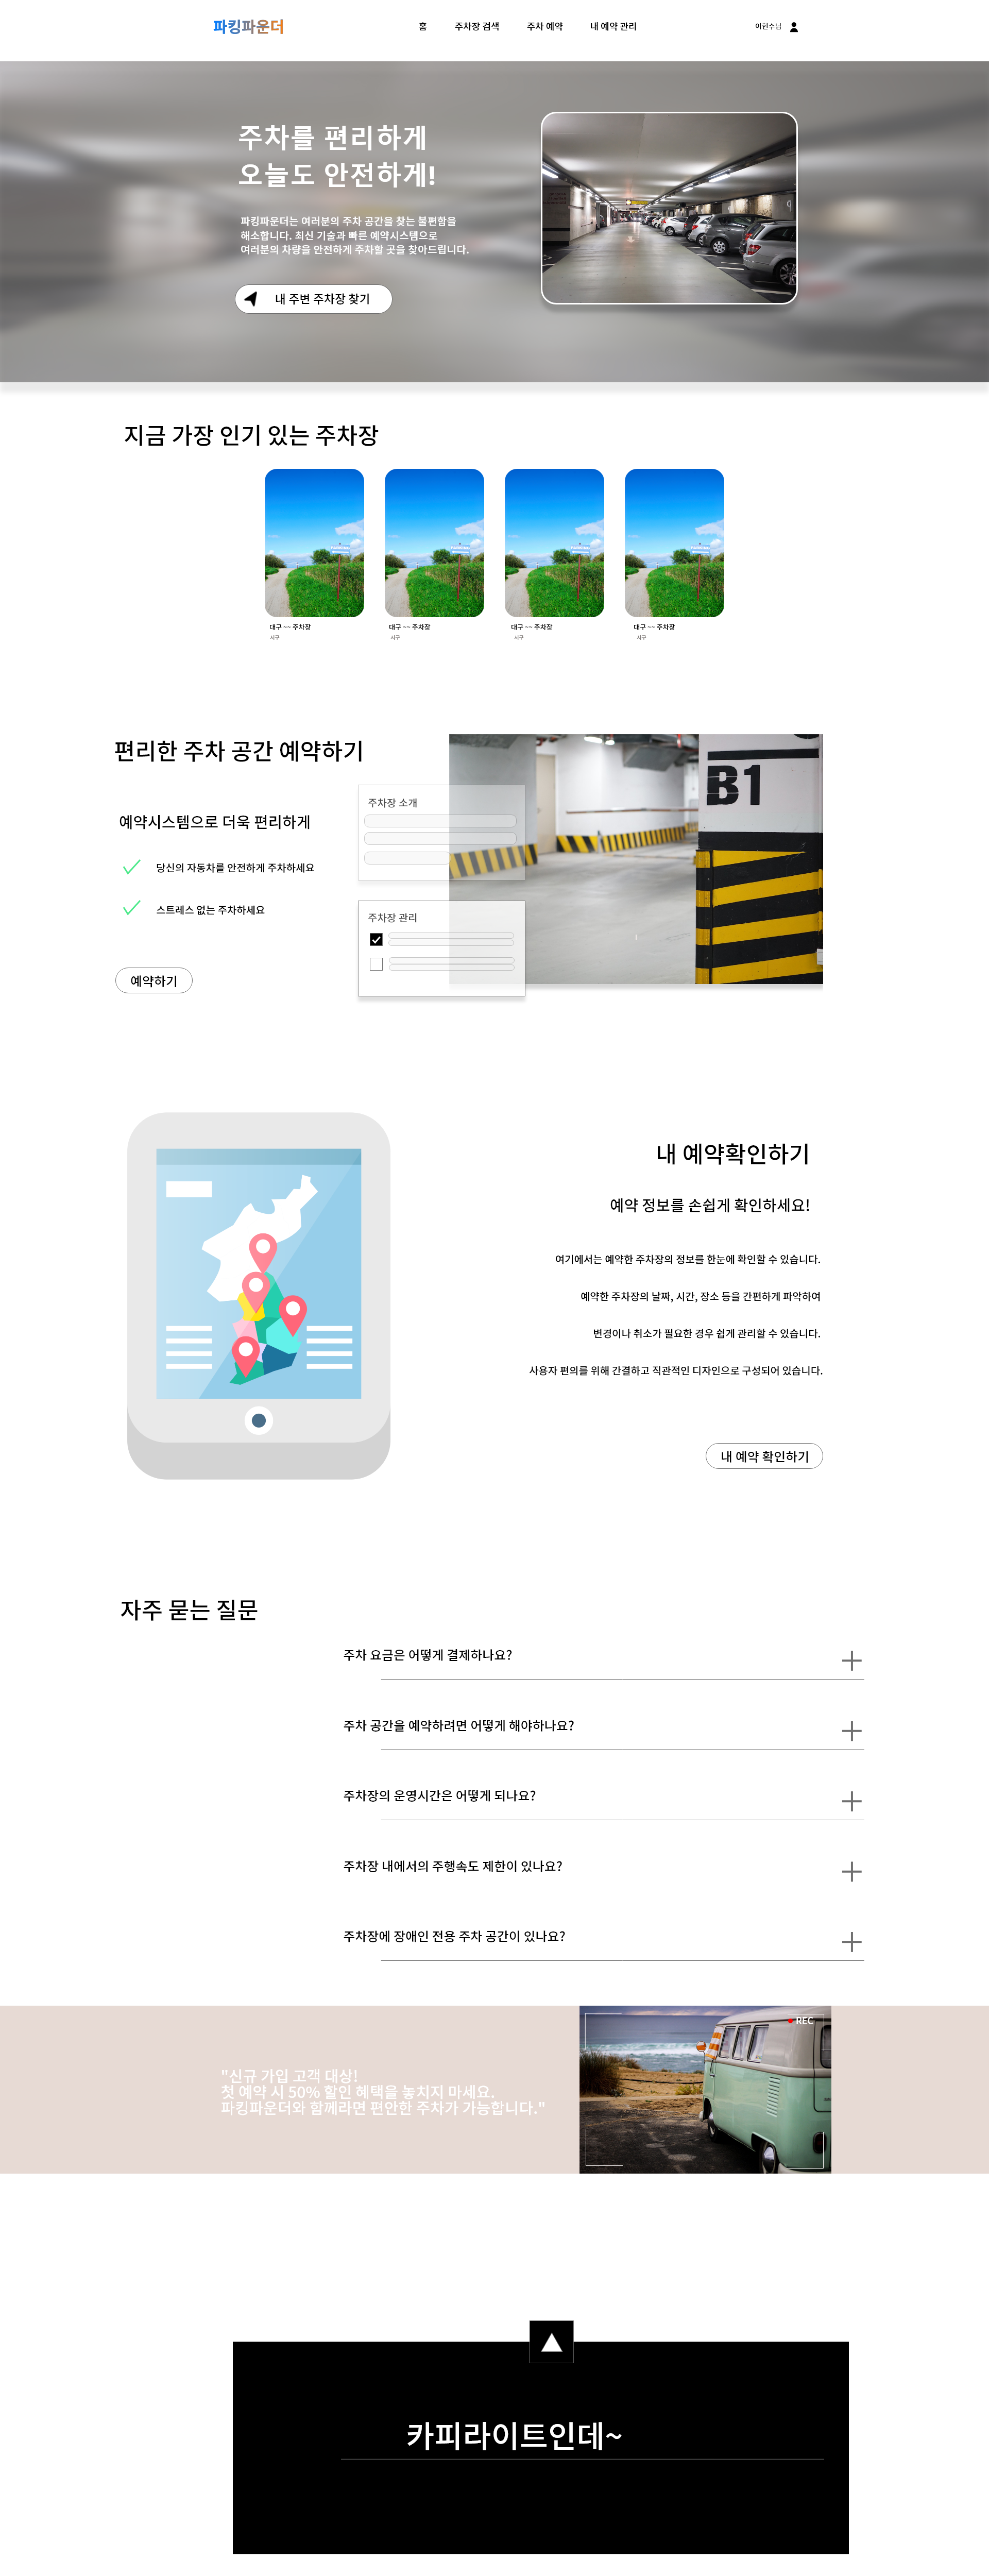 파킹파운더
홈
주차장 검색
주차 예약
내 예약 관리
이현수님
주차를 편리하게
오늘도 안전하게!
파킹파운더는 여러분의 주차 공간을 찾는 불편함을
해소합니다. 최신 기술과 빠른 예약시스템으로
여러분의 차량을 안전하게 주차할 곳을 찾아드립니다.
내 주변 주차장 찾기
지금 가장 인기 있는 주차장
대구 ~~ 주차장
서구
대구 ~~ 주차장
서구
대구 ~~ 주차장
서구
대구 ~~ 주차장
서구
편리한 주차 공간 예약하기
예약시스템으로 더욱 편리하게
당신의 자동차를 안전하게 주차하세요
스트레스 없는 주차하세요
예약하기
주차장 소개
주차장 관리
B1
내 예약확인하기
예약 정보를 손쉽게 확인하세요!
여기에서는 예약한 주차장의 정보를 한눈에 확인할 수 있습니다.
예약한 주차장의 날짜, 시간, 장소 등을 간편하게 파악하여
변경이나 취소가 필요한 경우 쉽게 관리할 수 있습니다.
사용자 편의를 위해 간결하고 직관적인 디자인으로 구성되어 있습니다.
내 예약 확인하기
자주 묻는 질문
주차 요금은 어떻게 결제하나요?
주차 공간을 예약하려면 어떻게 해야하나요?
주차장의 운영시간은 어떻게 되나요?
주차장 내에서의 주행속도 제한이 있나요?
주차장에 장애인 전용 주차 공간이 있나요?
"신규 가입 고객 대상!
첫 예약 시 50% 할인 혜택을 놓치지 마세요.
파킹파운더와 함께라면 편안한 주차가 가능합니다."
REC
카피라이트인데~